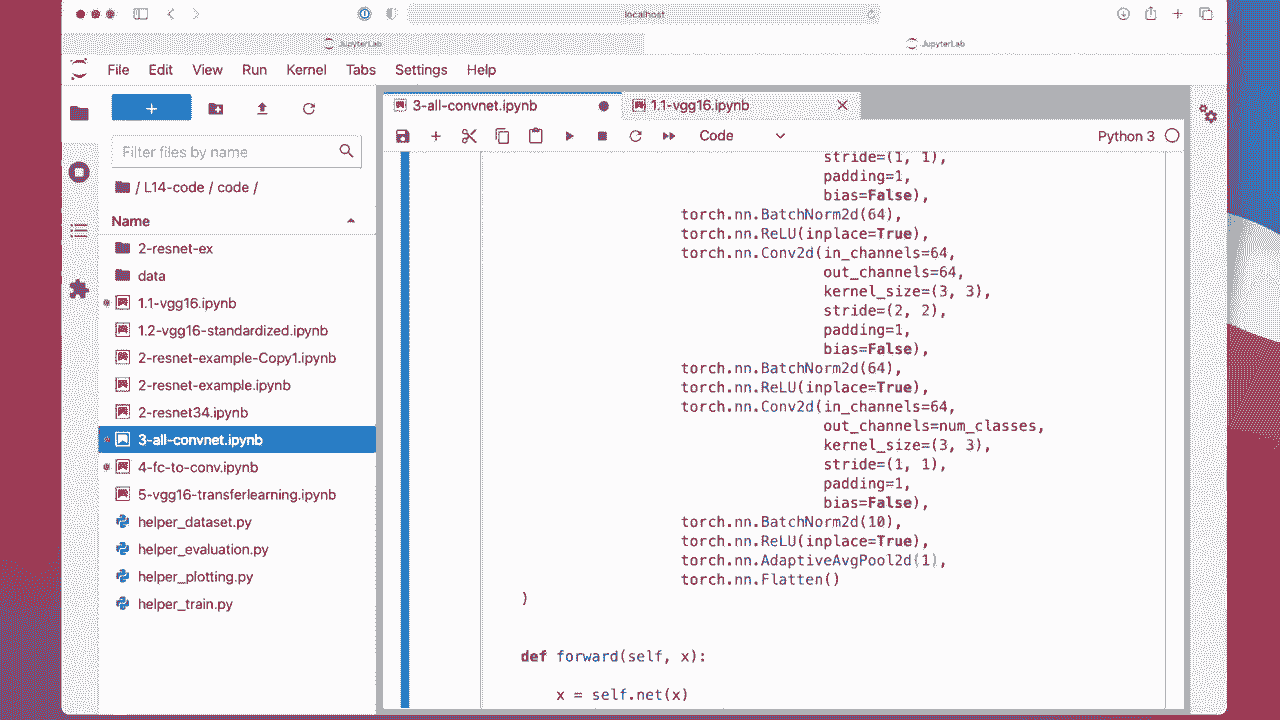 localhost
JupyterLab
JupyterLab
File Edit View Run Kernel Tabs Settings Help
3-all-convnet.ipynb
1.1-vgg16.ipynb
Code
Python 3
Filter files by name
/ L14-code / code /
Name
2-resnet-ex
data
1.1-vgg16.ipynb
1.2-vgg16-standardized.ipynb
2-resnet-example-Copy1.ipynb
2-resnet-example.ipynb
2-resnet34.ipynb
3-all-convnet.ipynb
4-fc-to-conv.ipynb
5-vgg16-transferlearning.ipynb
helper_dataset.py
helper_evaluation.py
helper_plotting.py
helper_train.py
stride=(1, 1),
padding=1,
bias=False),
torch.nn.BatchNorm2d(64),
torch.nn.ReLU(inplace=True),
torch.nn.Conv2d(in_channels=64,
out_channels=64,
kernel_size=(3, 3),
stride=(2, 2),
padding=1,
bias=False),
torch.nn.BatchNorm2d(64),
torch.nn.ReLU(inplace=True),
torch.nn.Conv2d(in_channels=64,
out_channels=num_classes,
kernel_size=(3, 3),
stride=(1, 1),
padding=1,
bias=False),
torch.nn.BatchNorm2d(10),
torch.nn.ReLU(inplace=True),
torch.nn.AdaptiveAvgPool2d(1),
torch.nn.Flatten()
)
def forward(self, x):
x = self.net(x)